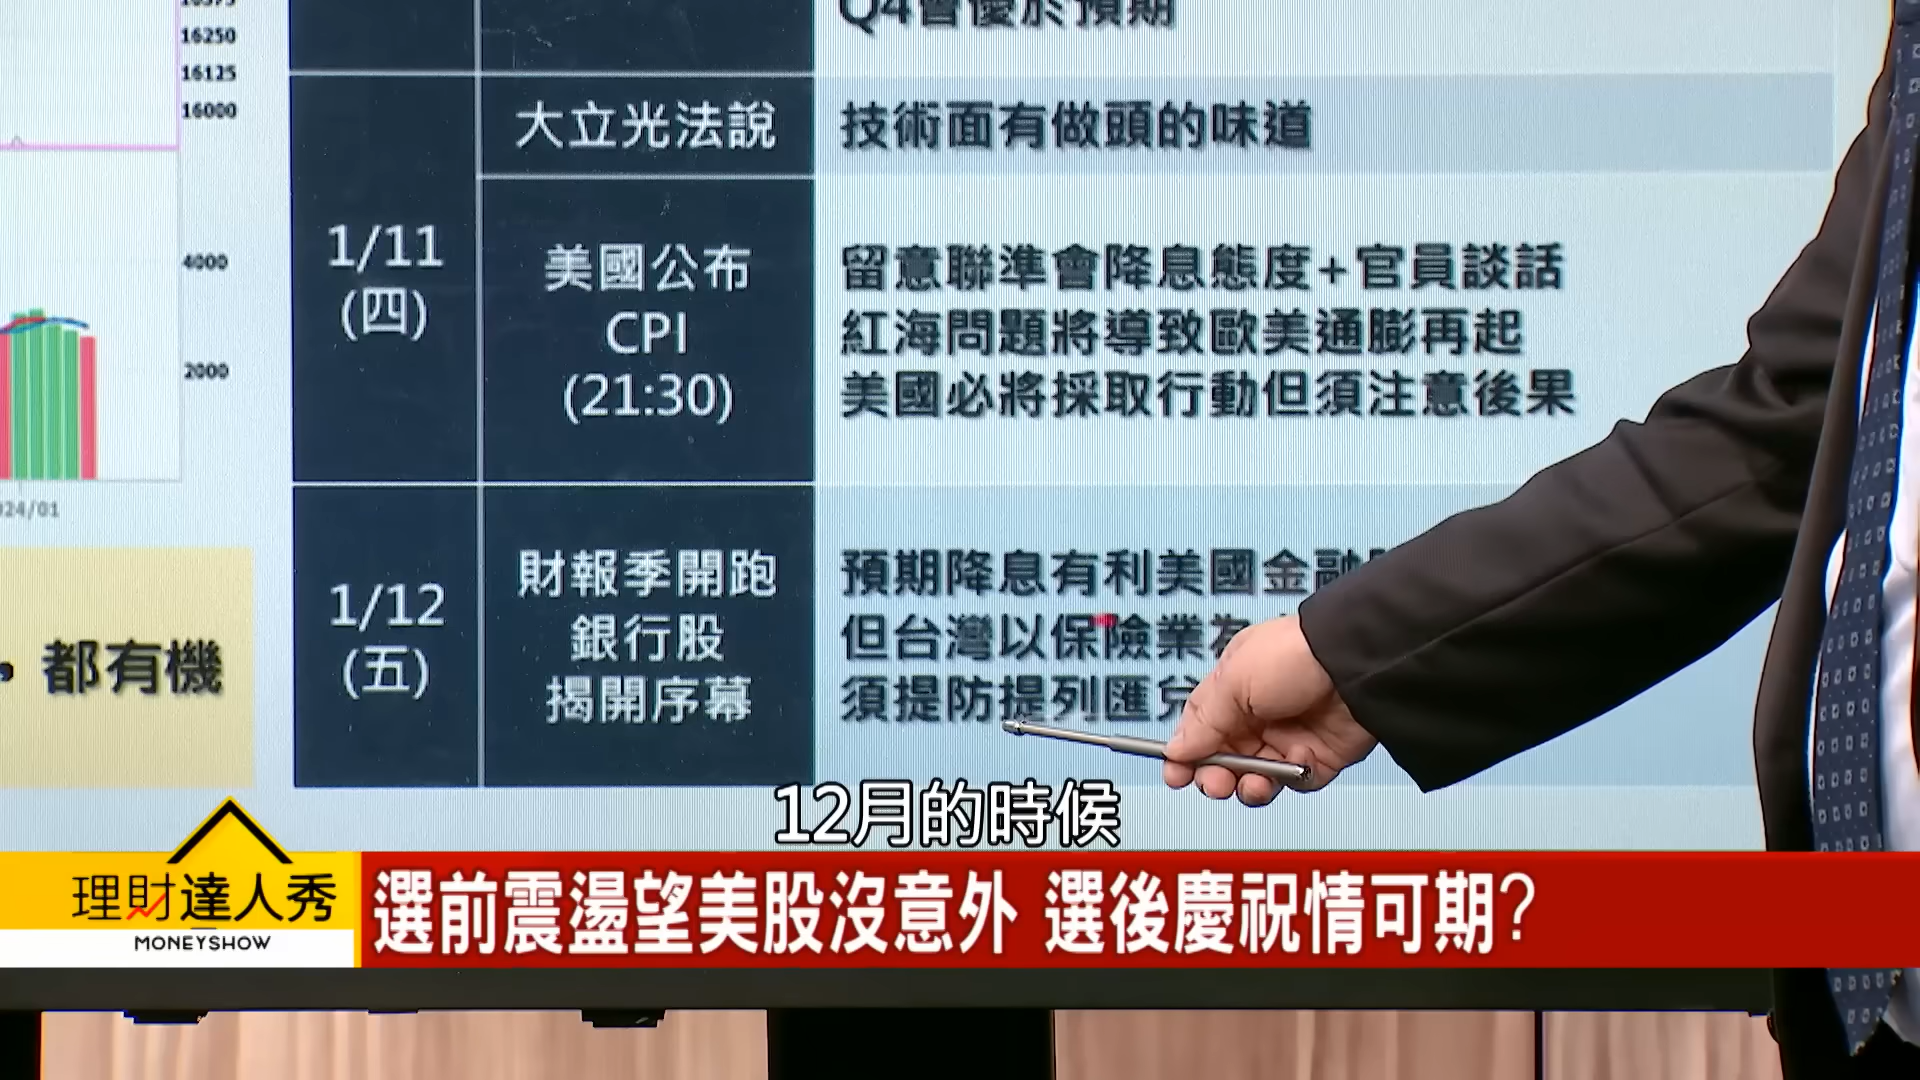 Q4會優於預期
16250
16125
16000
大立光法說
技術面有做頭的味道
1/11
(四)
美國公布
CPI
(21:30)
留意聯準會降息態度+官員談話
紅海問題將導致歐美通膨再起
美國必將採取行動但須注意後果
4000
2000
024/01
1/12
(五)
財報季開跑
銀行股
揭開序幕
預期降息有利美國金融
但台灣以保險業為
須提防提列匯兌
，都有機
12月的時候
理財達人秀
MONEYSHOW
選前震盪望美股沒意外 選後慶祝情可期?